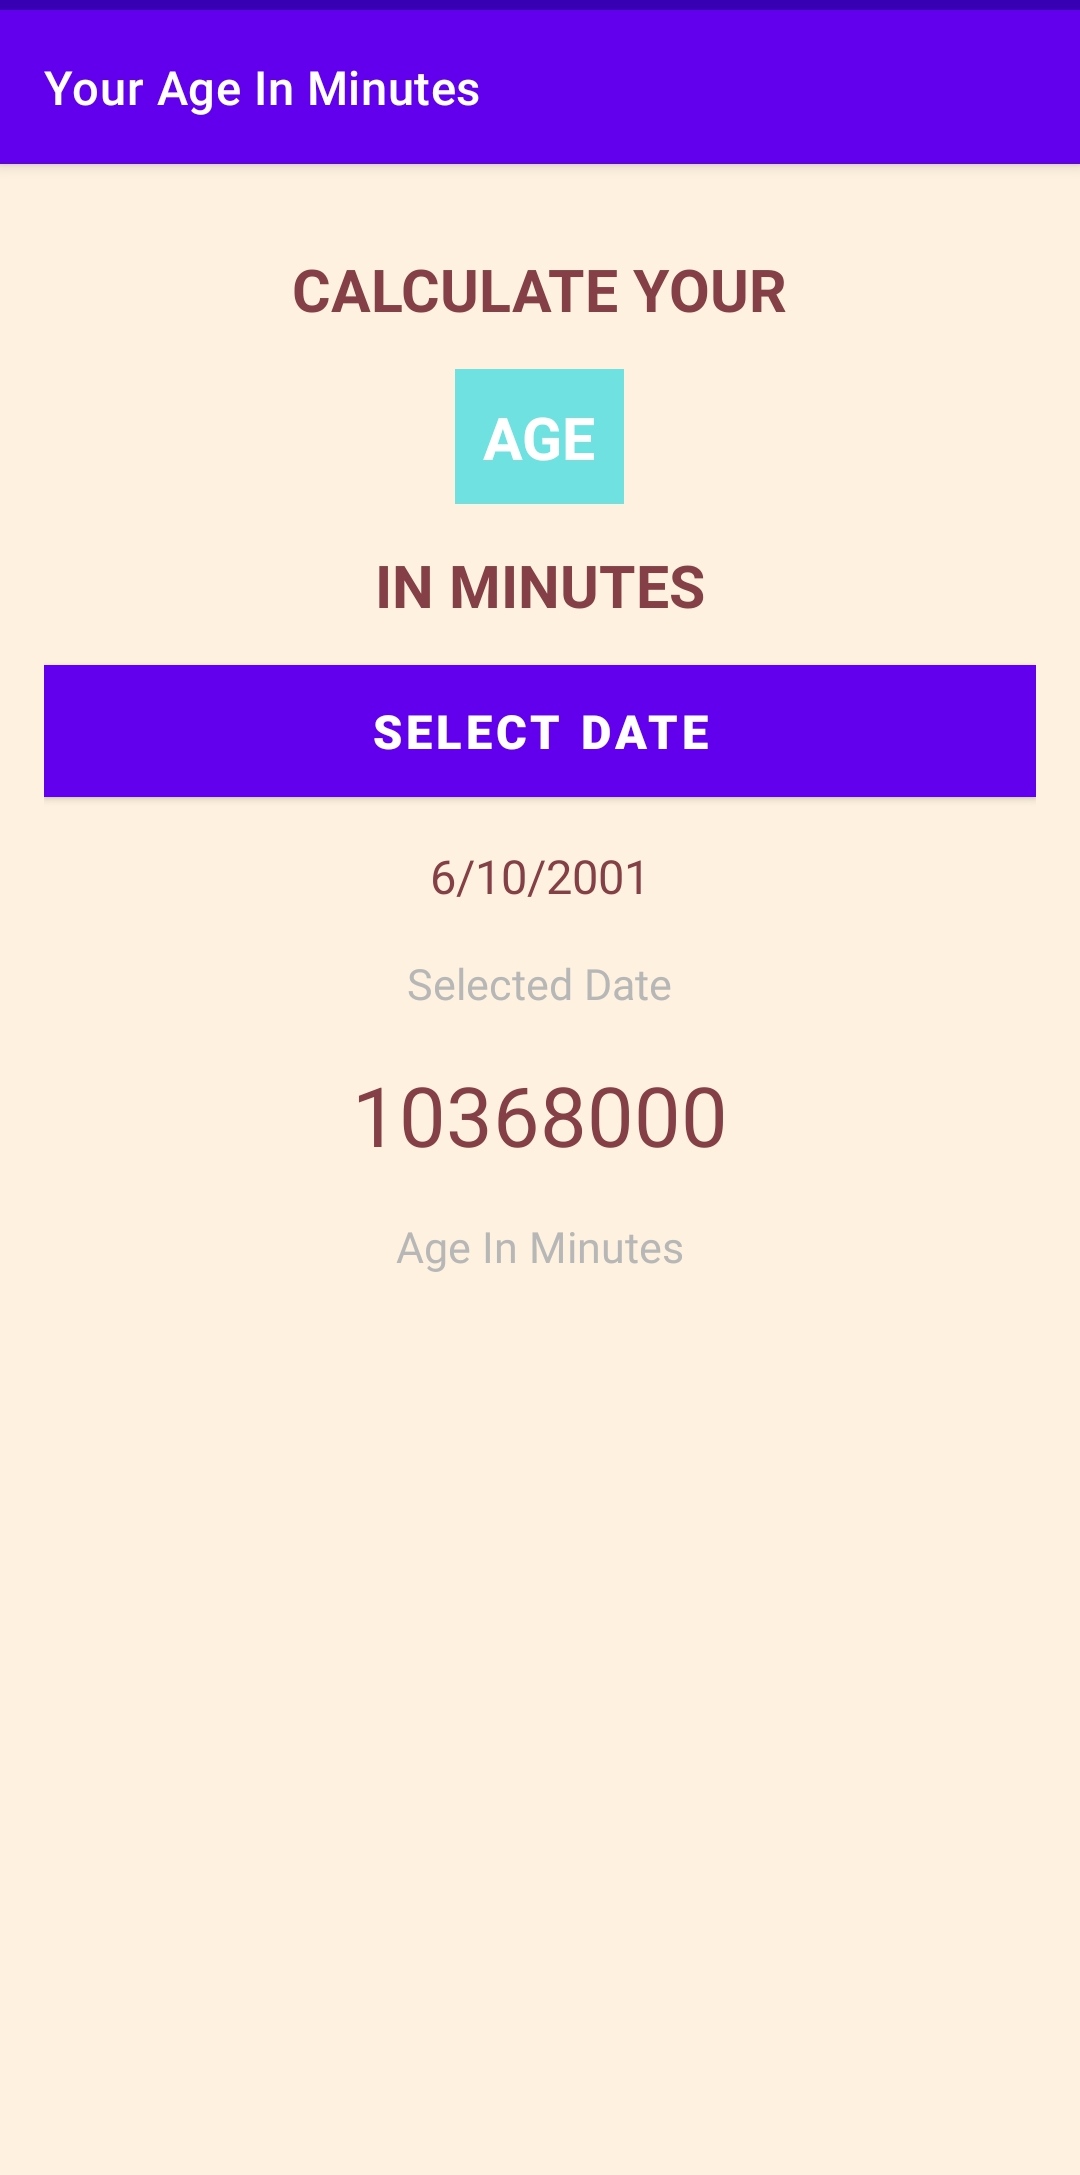 Your Age In Minutes
CALCULATE YOUR
AGE
IN MINUTES
SELECT DATE
6/10/2001
Selected Date
10368000
Age In Minutes